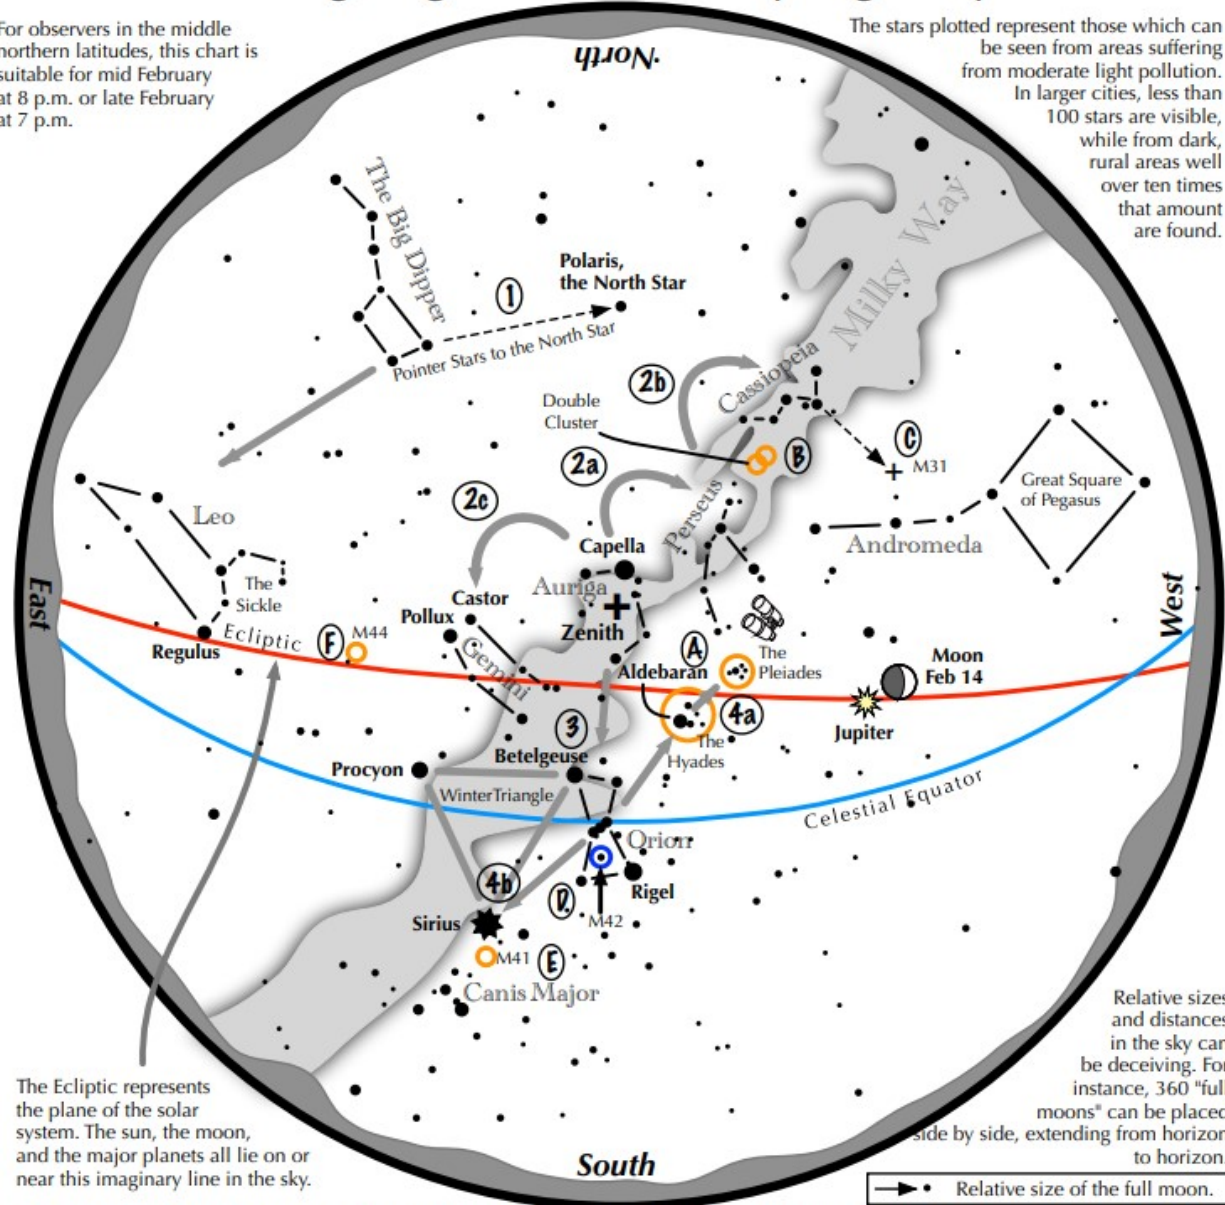 For observers in the middle
northern latitudes, this chart is
suitable for mid February
at 8 p.m. or late February
at 7 p.m.
The stars plotted represent those which can
be seen from areas suffering
from moderate light pollution.
In larger cities, less than
100 stars are visible,
while from dark,
rural areas well
over ten times
that amount
are found.
North
The Big Dipper
Milky Way
Polaris,
the North Star
1
Pointer Stars to the North Star
2b
Cassiopeia
Double
Cluster
B
C
M31
2a
Great Square
of Pegasus
2c
Perseus
Leo
Andromeda
Capella
The
Sickle
Auriga
East
West
Castor
Pollux
Zenith
Regulus
Ecliptic
F
M44
Gemini
A
The
Pleiades
Aldebaran
Moon
Feb 14
4a
3
Jupiter
The
Hyades
Betelgeuse
Procyon
WinterTriangle
Celestial Equator
Orion
4b
D.
Rigel
M42
Sirius
M41
E
Canis Major
Relative sizes
and distances
in the sky can
be deceiving. For
instance, 360 "full
moons" can be placed
side by side, extending from horizon
to horizon.
The Ecliptic represents
the plane of the solar
system. The sun, the moon,
and the major planets all lie on or
near this imaginary line in the sky.
South
Relative size of the full moon.